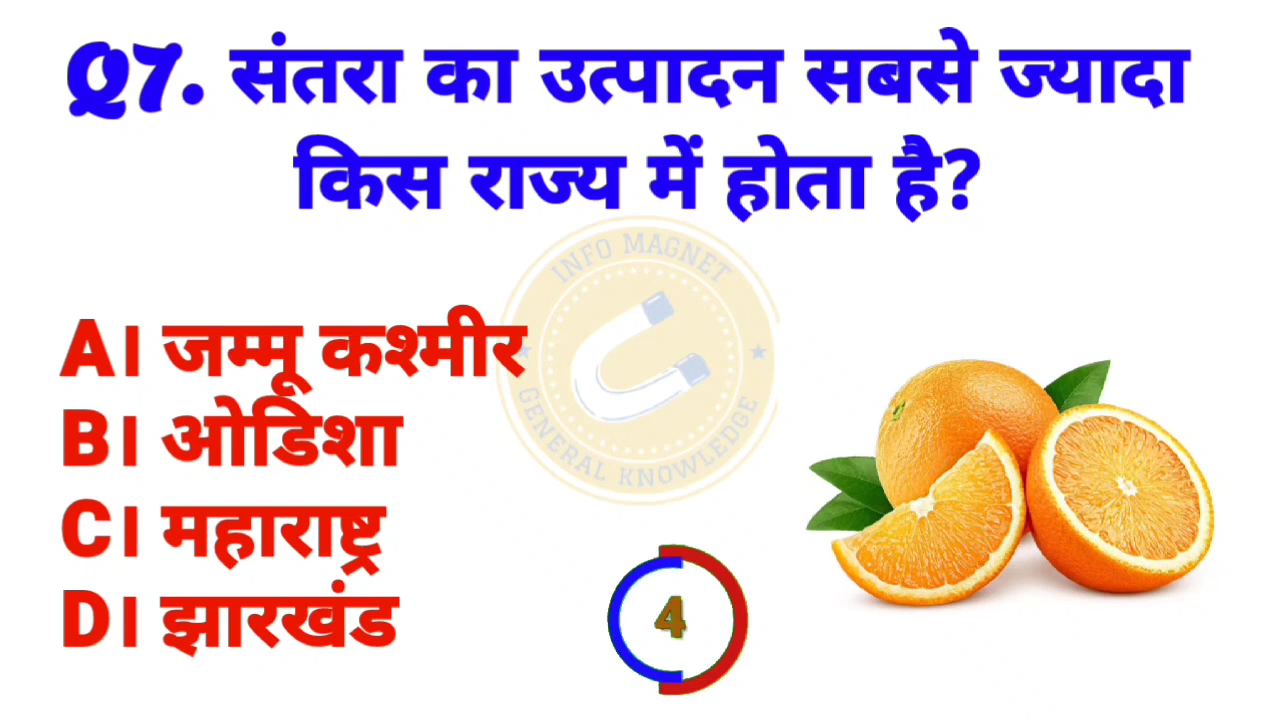 Q7. संतरा का उत्पादन सबसे ज्यादा
किस राज्य में होता है?
INFO MAGNET
GENERAL KNOWLEDGE
A। जम्मू कश्मीर
B। ओडिशा
C। महाराष्ट्र
D। झारखंड
4